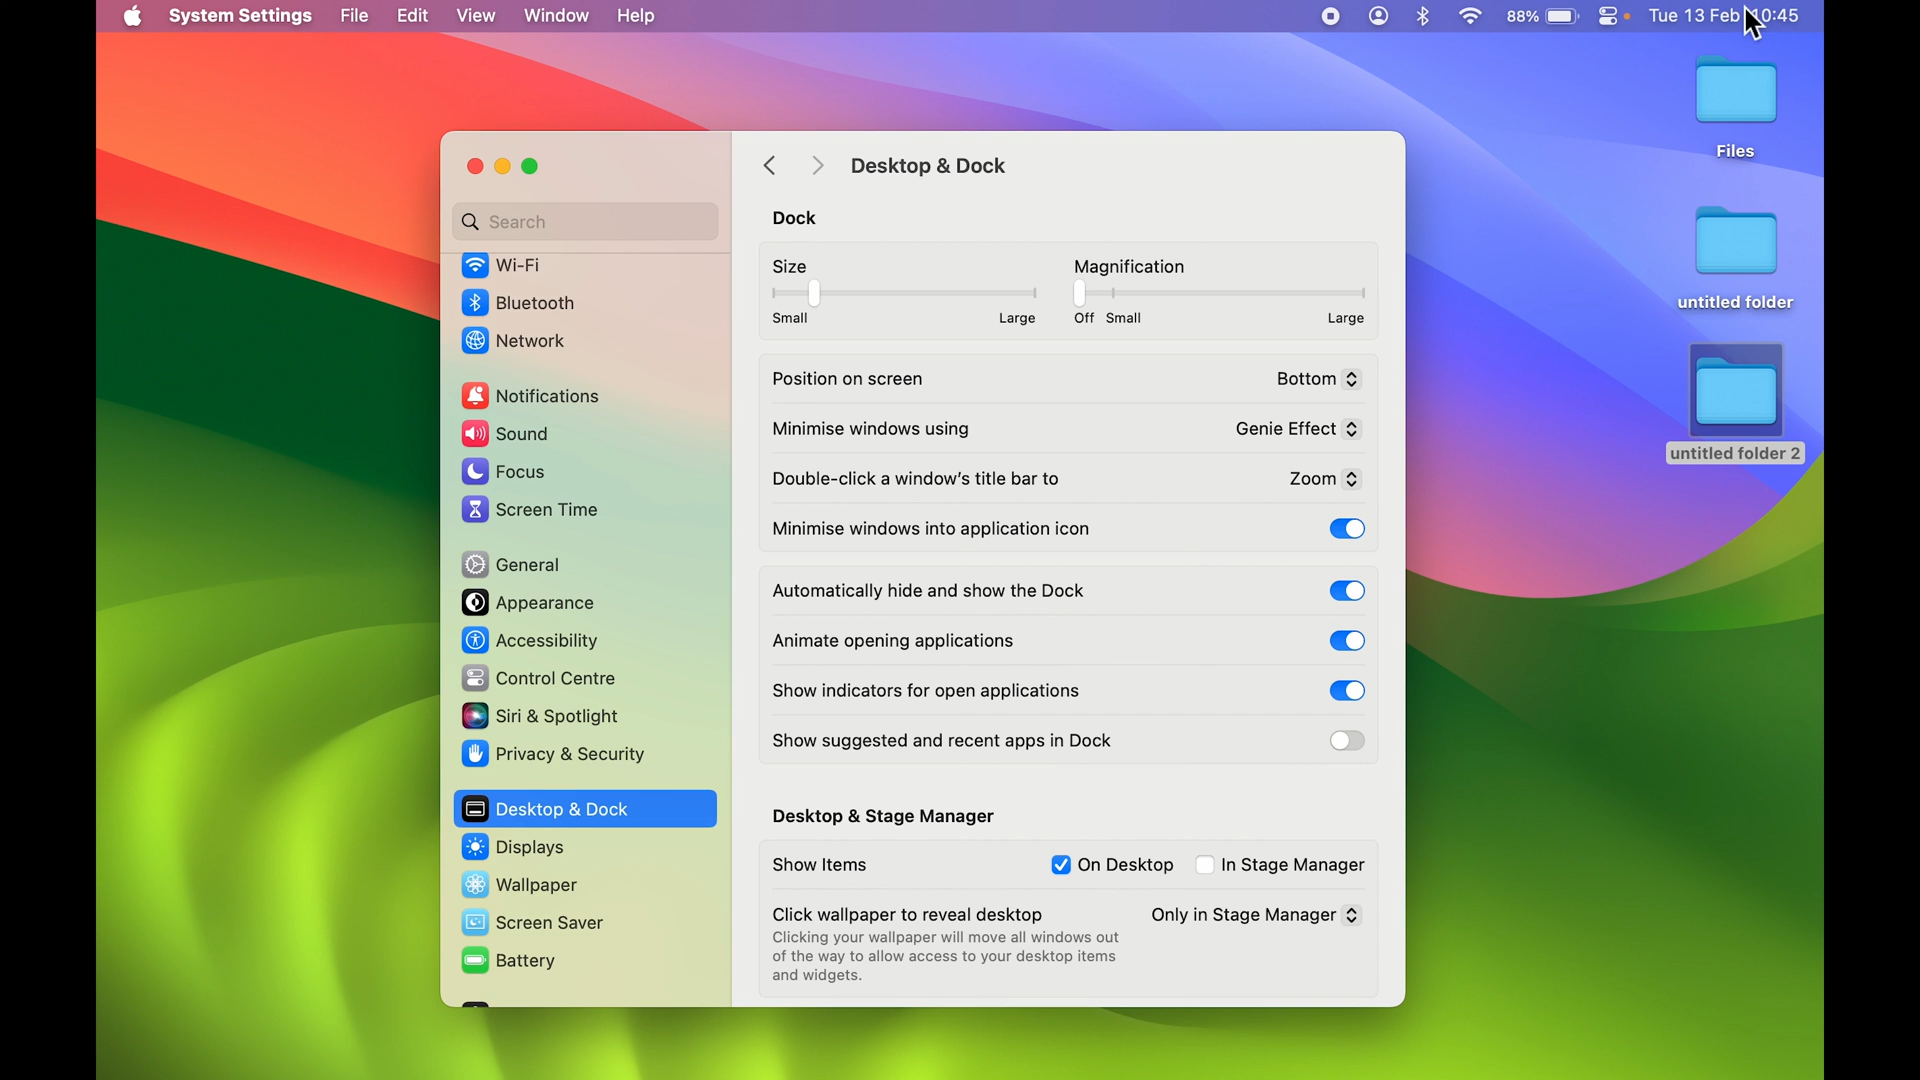 System Settings File Edit View Window Help 88% Tue 13 Feb 10:45
Files
untitled folder
untitled folder 2
Search
Wi-Fi
Bluetooth
Network
Notifications
Sound
Focus
Screen Time
General
Appearance
Accessibility
Control Centre
Siri & Spotlight
Privacy & Security
Desktop & Dock
Displays
Wallpaper
Screen Saver
Battery
Desktop & Dock
Dock
Size Magnification
Small Large Off Small Large
Position on screen Bottom
Minimise windows using Genie Effect
Double-click a window's title bar to Zoom
Minimise windows into application icon
Automatically hide and show the Dock
Animate opening applications
Show indicators for open applications
Show suggested and recent apps in Dock
Desktop & Stage Manager
Show Items On Desktop In Stage Manager
Click wallpaper to reveal desktop Only in Stage Manager
Clicking your wallpaper will move all windows out
of the way to allow access to your desktop items
and widgets.